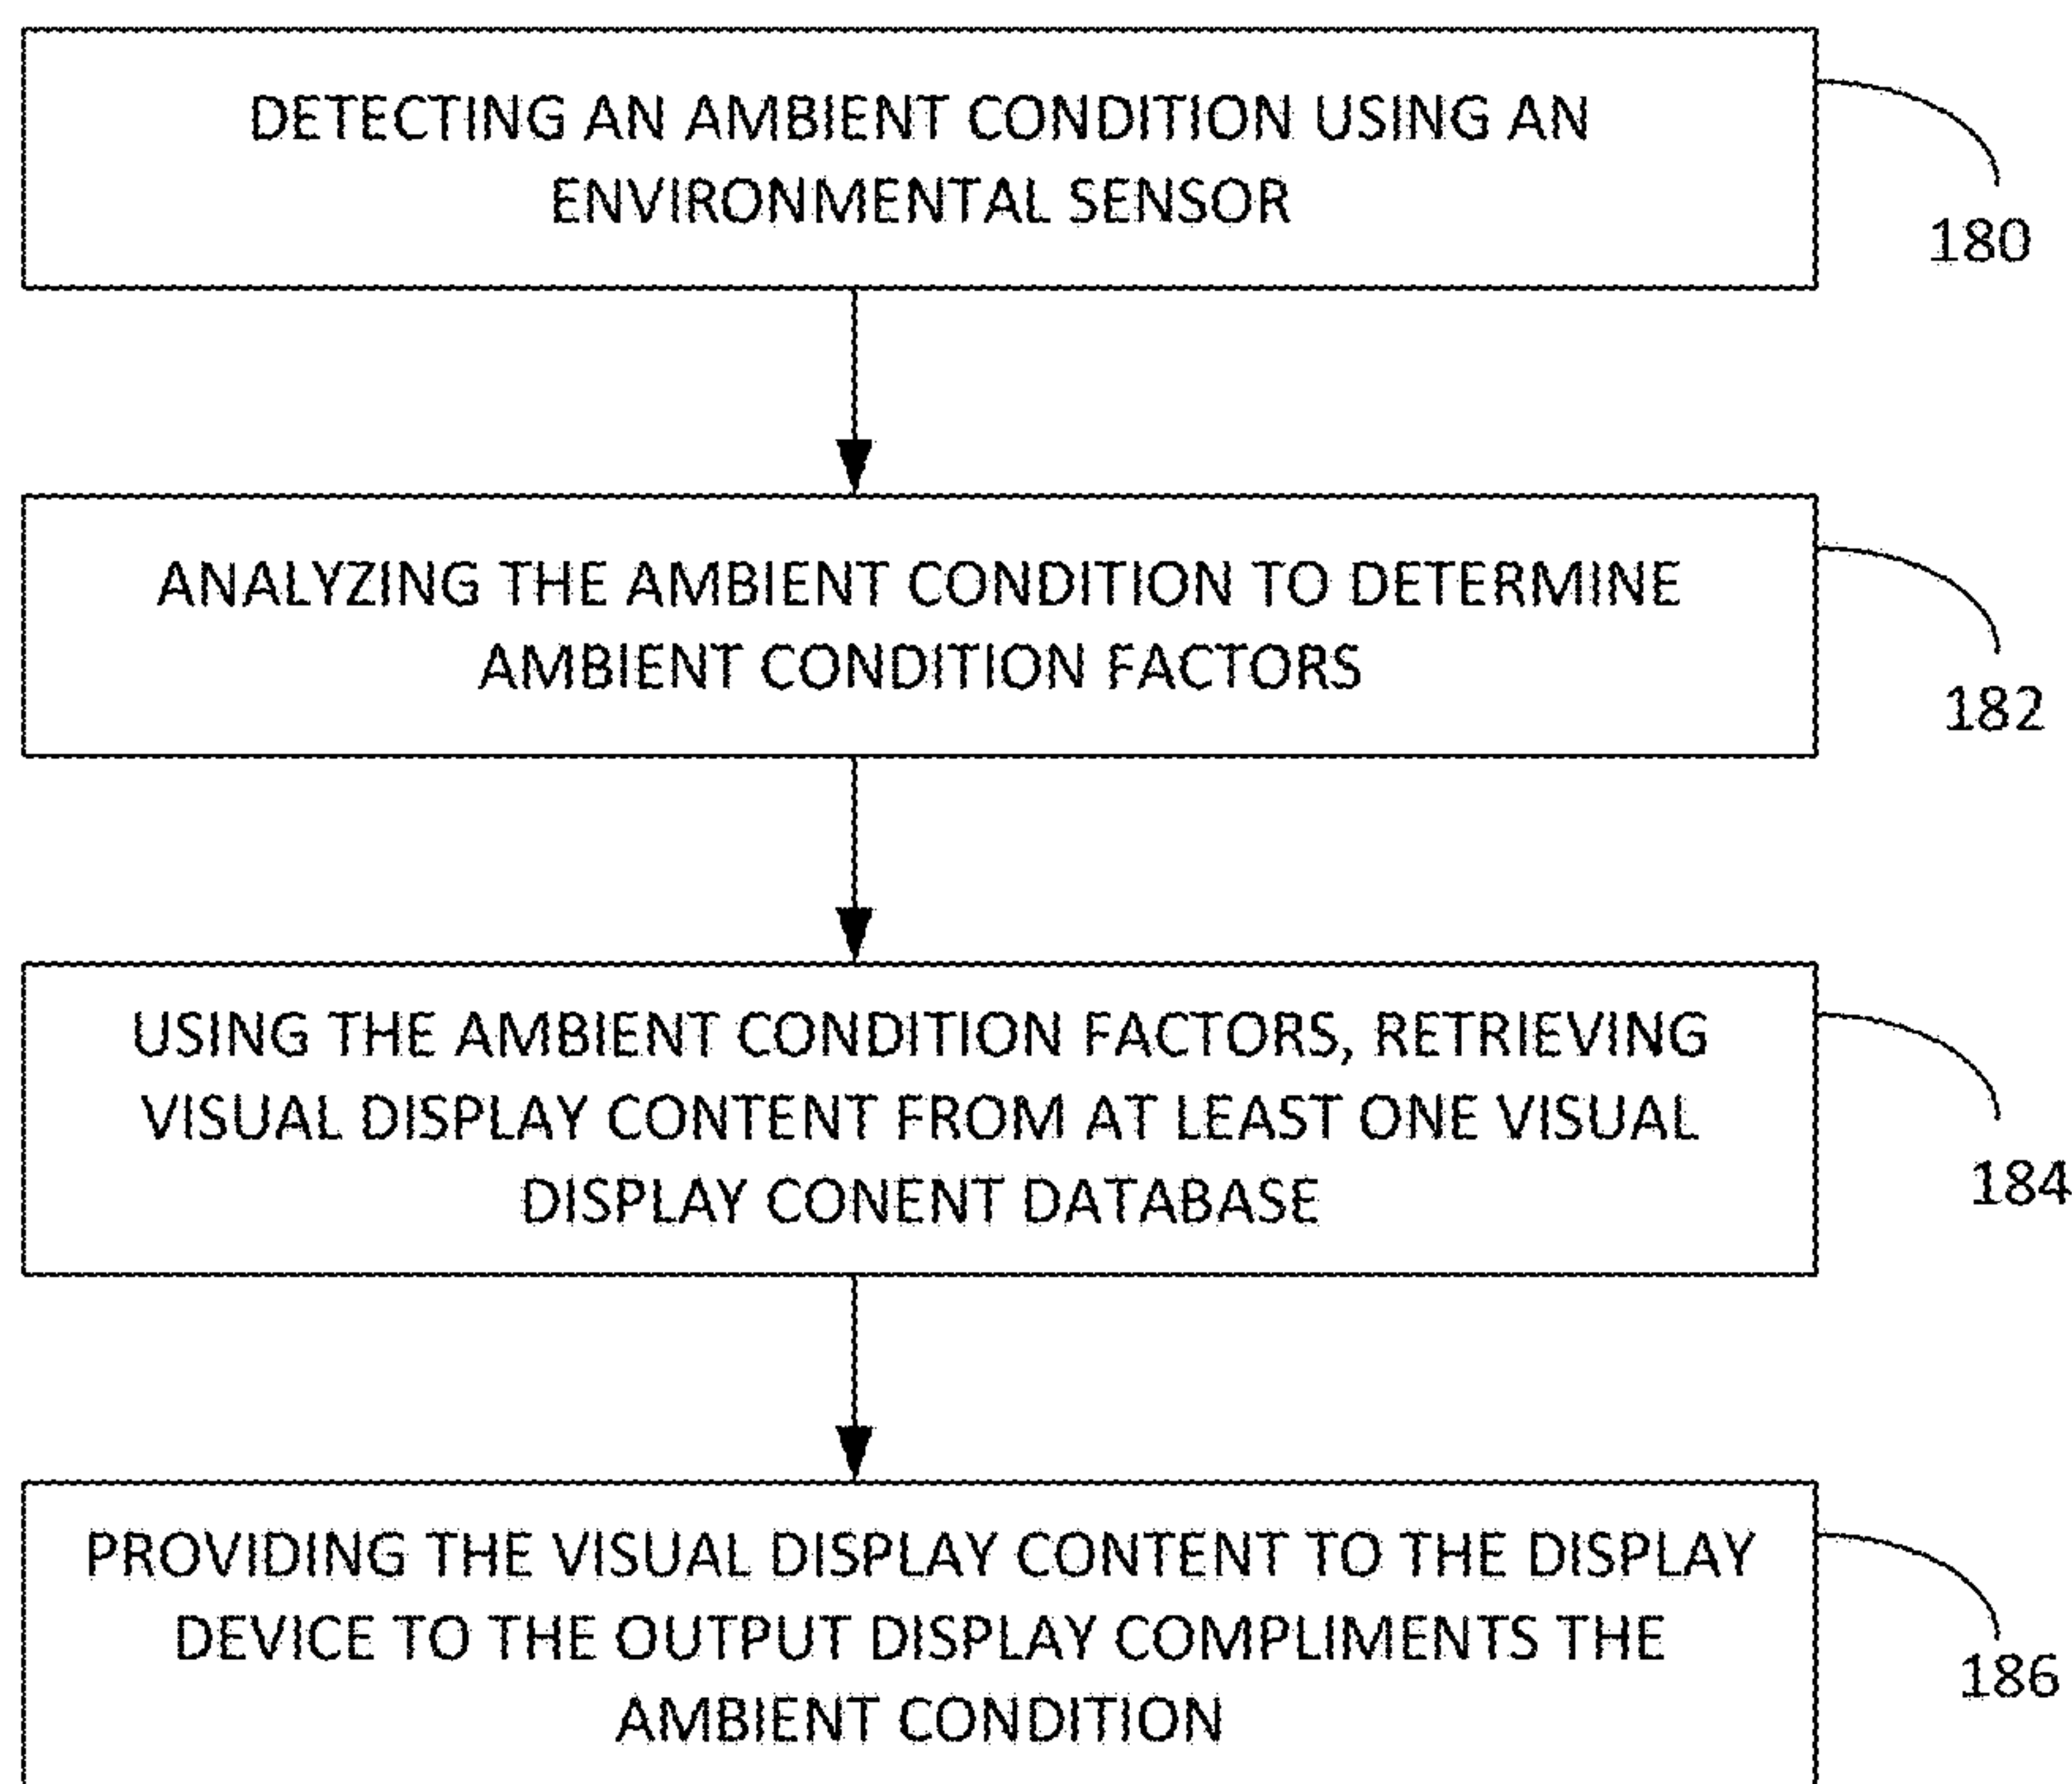 DETECTING AN AMBIENT CONDITION USING AN
ENVIRONMENTAL SENSOR
180
ANALYZING THE AMBIENT CONDITION TO DETERMINE
AMBIENT CONDITION FACTORS
182
USING THE AMBIENT CONDITION FACTORS, RETRIEVING
VISUAL DISPLAY CONTENT FROM AT LEAST ONE VISUAL
DISPLAY CONENT DATABASE
184
PROVIDING THE VISUAL DISPLAY CONTENT TO THE DISPLAY
DEVICE TO THE OUTPUT DISPLAY COMPLIMENTS THE
AMBIENT CONDITION
186